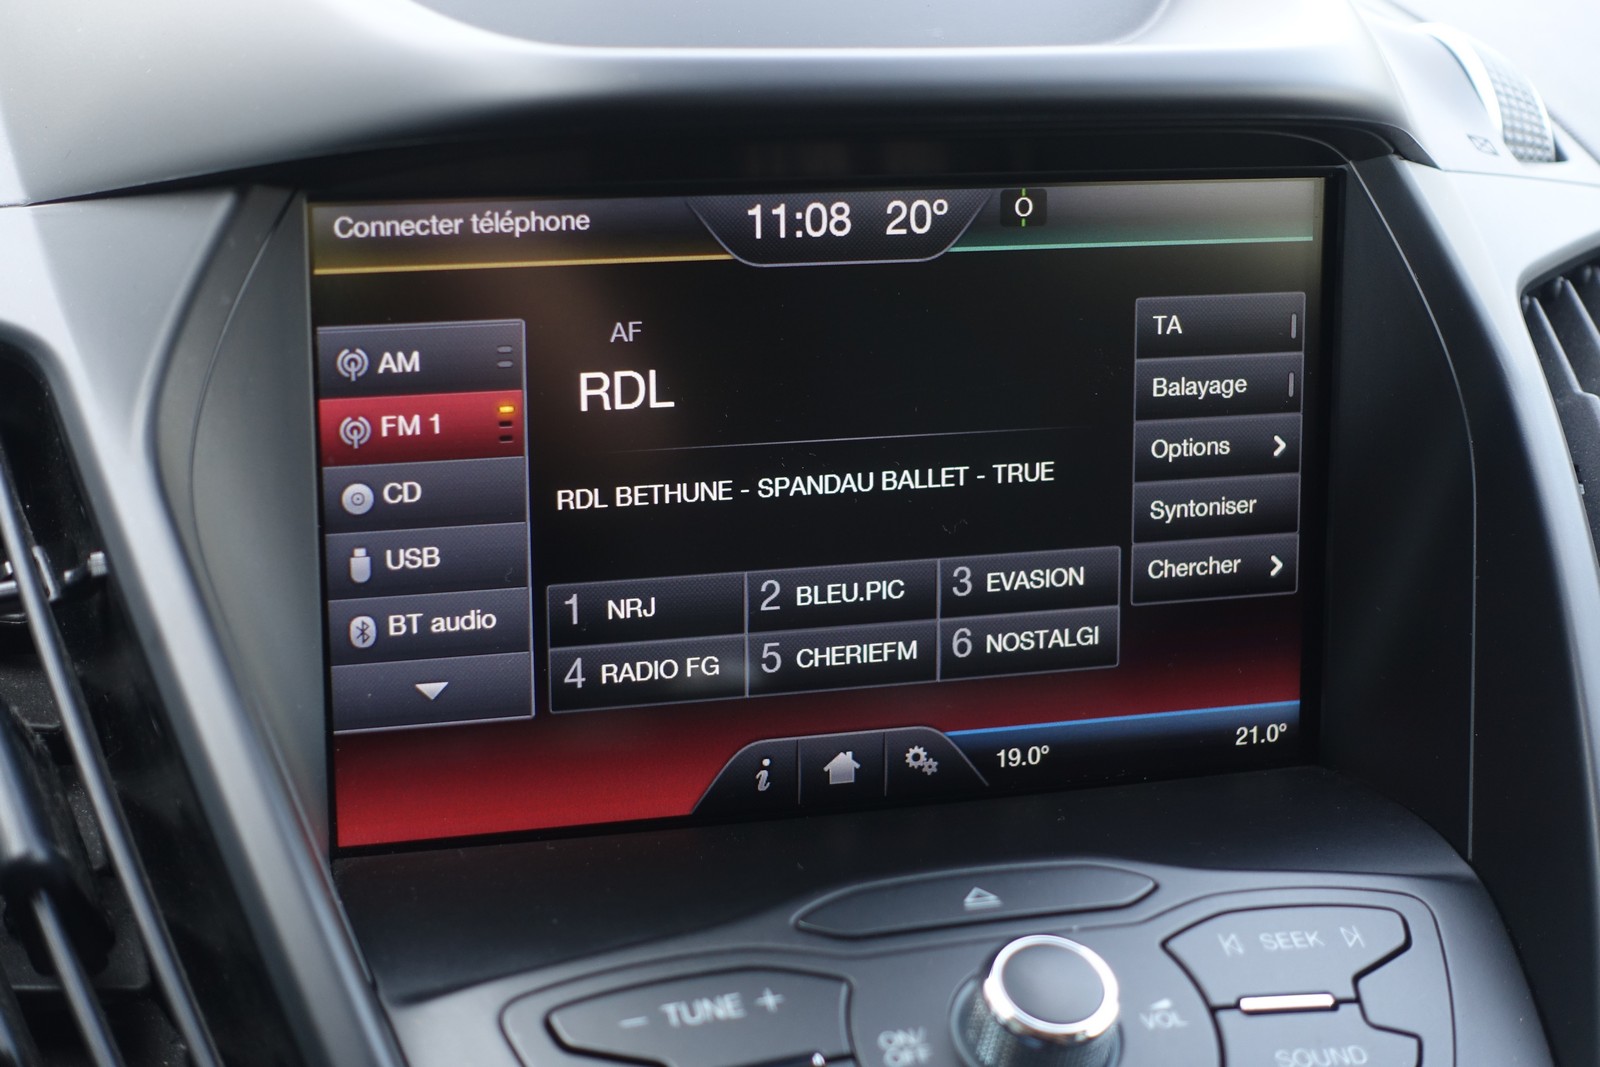 Connecter téléphone
11:08 20°
O
AM
FM 1
CD
USB
BT audio
AF
RDL
RDL BETHUNE - SPANDAU BALLET - TRUE
1 NRJ
2 BLEU.PIC
3 EVASION
4 RADIO FG
5 CHERIEFM
6 NOSTALGI
TA
Balayage
Options
Syntoniser
Chercher
i
19.0°
21.0°
SEEK
– TUNE +
ON/
OFF
VOL
SOUND